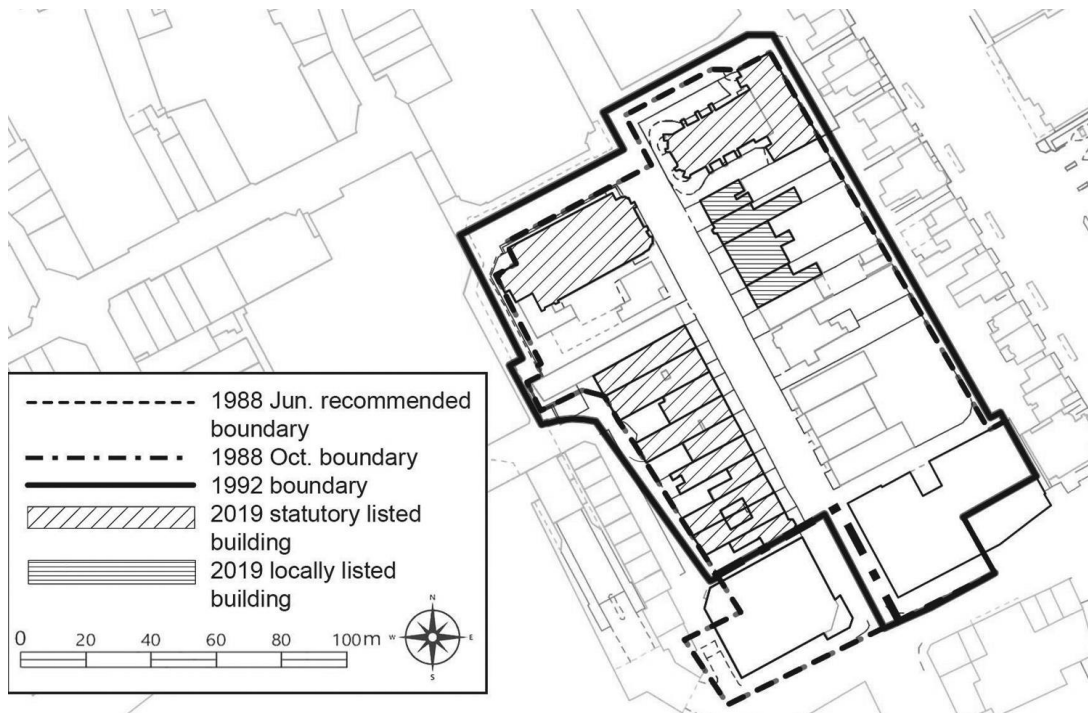 1988 Jun. recommended
boundary
1988 Oct. boundary
1992 boundary
2019 statutory listed
building
2019 locally listed
building
0 20 40 60 80 100 m
N
W E
S